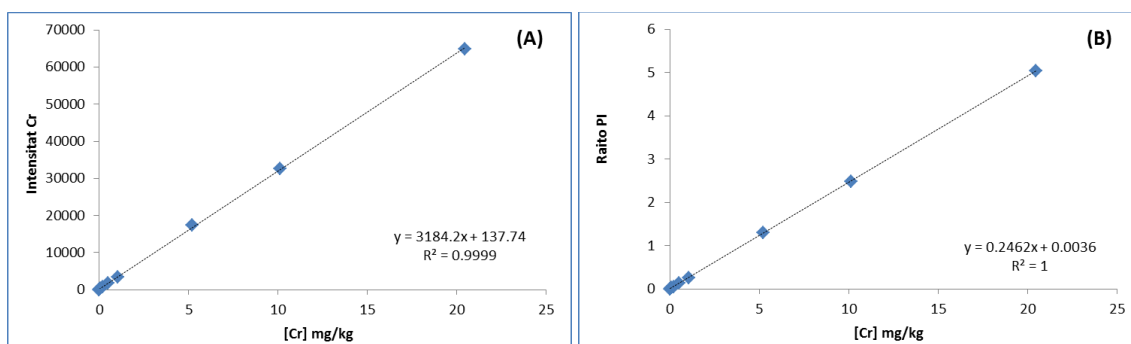 (A)
Intensitat Cr
70000
60000
50000
40000
30000
20000
10000
0
y = 3184.2x + 137.74
R² = 0.9999
0 5 10 15 20 25
[Cr] mg/kg
(B)
Raito PI
6
5
4
3
2
1
0
y = 0.2462x + 0.0036
R² = 1
0 5 10 15 20 25
[Cr] mg/kg